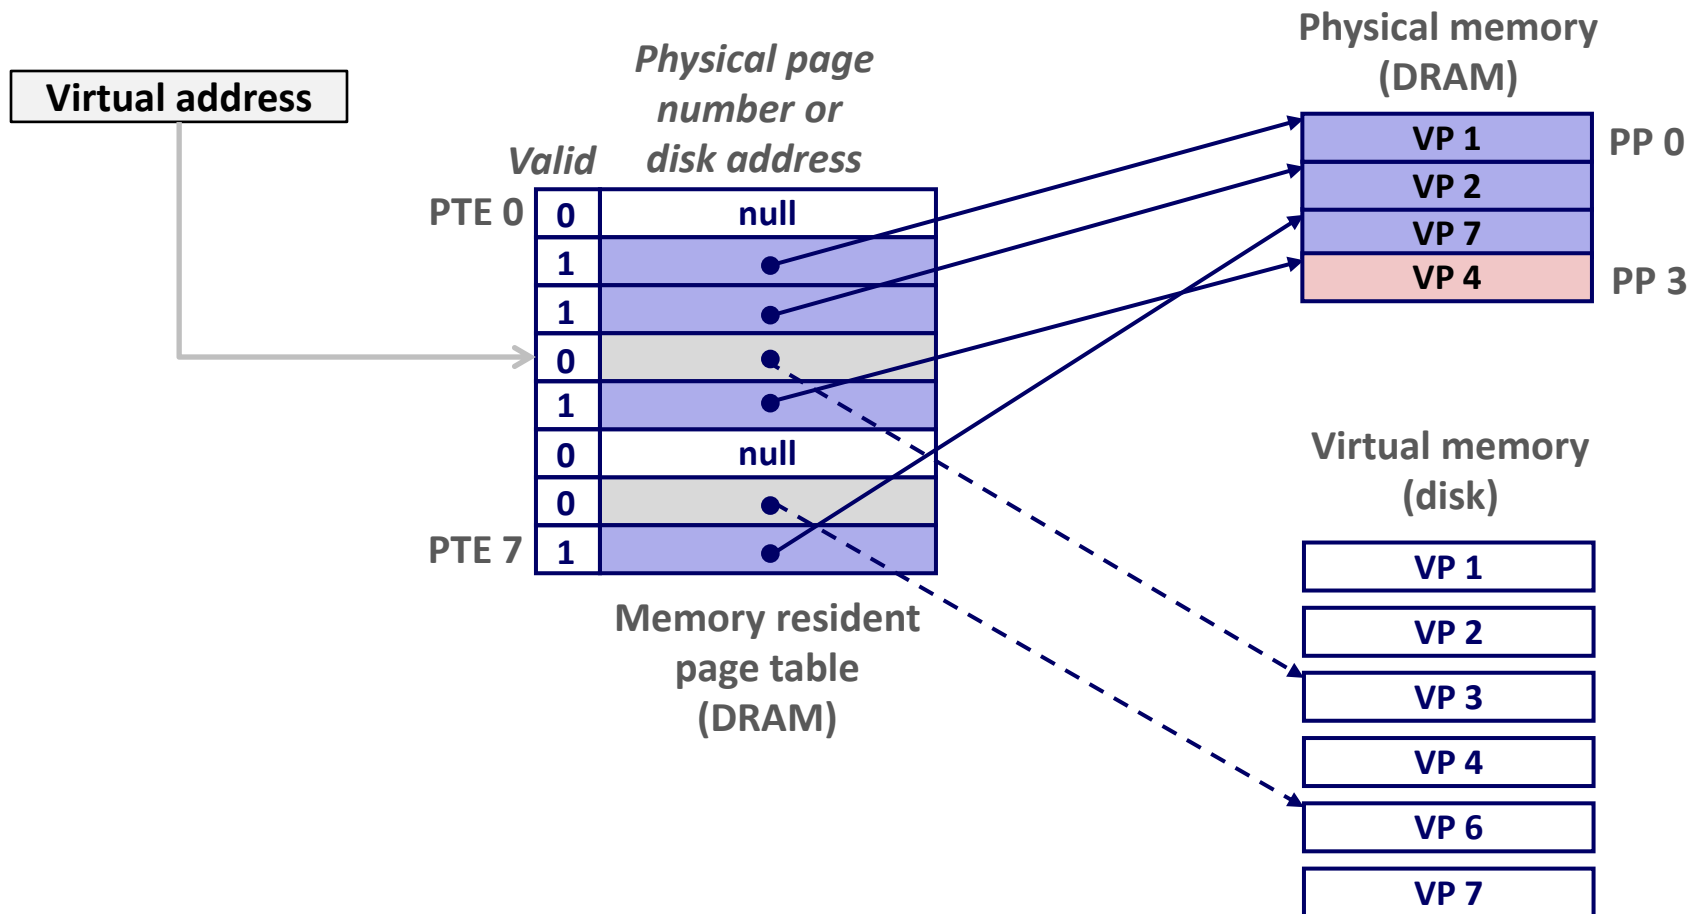 Virtual address
Physical page
number or
disk address
Valid
PTE 0
0
null
1
1
0
1
0
null
0
PTE 7
1
Memory resident
page table
(DRAM)
Physical memory
(DRAM)
VP 1
PP 0
VP 2
VP 7
VP 4
PP 3
Virtual memory
(disk)
VP 1
VP 2
VP 3
VP 4
VP 6
VP 7